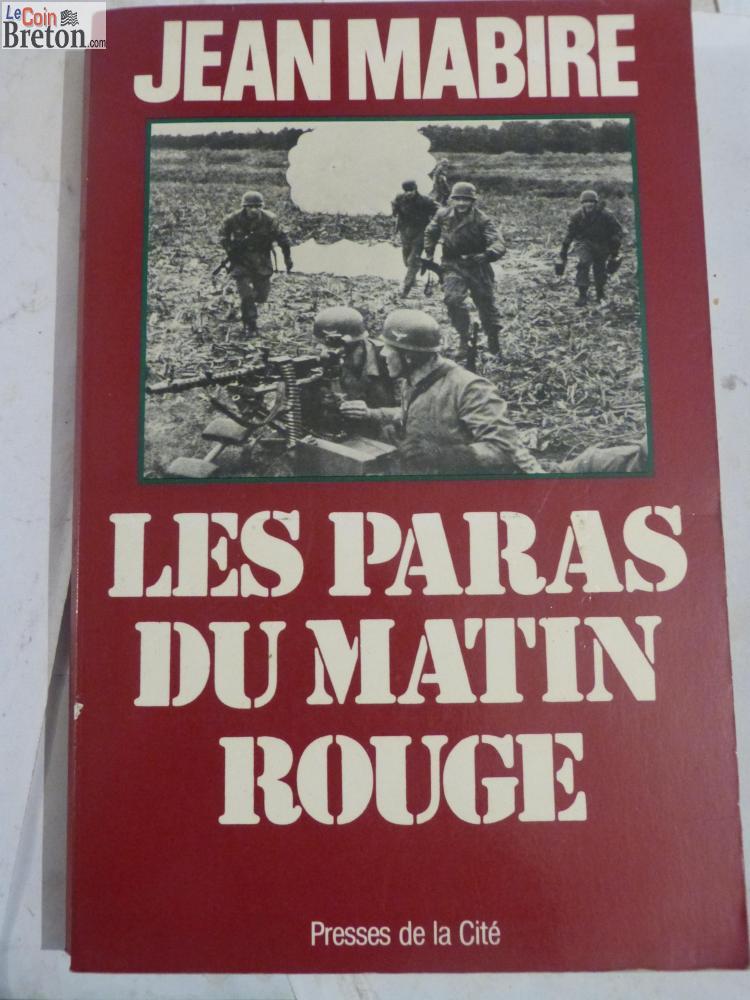 LeCoin
Breton.com
JEAN MABIRE
LES PARAS
DU MATIN
ROUGE
Presses de la Cité